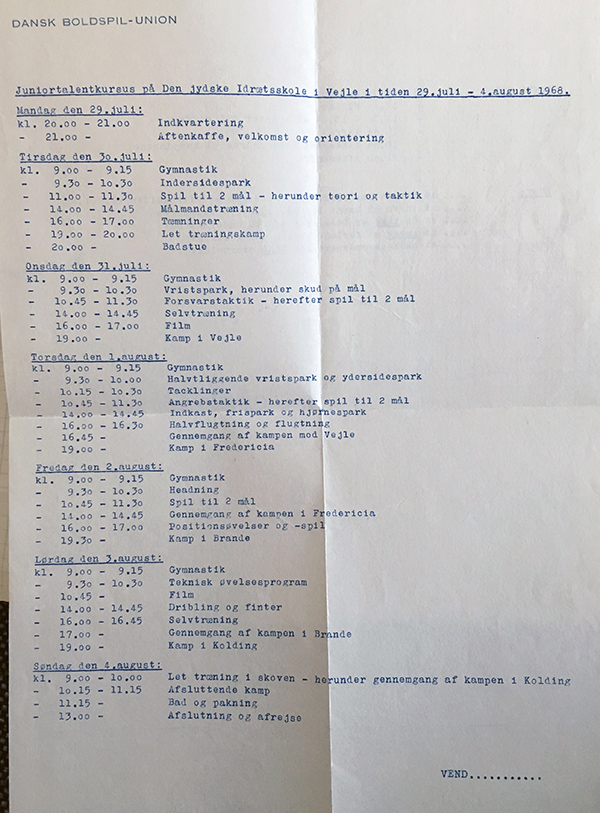 DANSK BOLDSPIL-UNION
Juniortalentkursus på Den jydske Idrætsskole i Vejle i tiden 29.juli - 4.august 1968.
Mandag den 29.juli:
kl. 20.00 - 21.00 Indkvartering
- 21.00 - Aftenkaffe, velkomst og orientering
Tirsdag den 30.juli:
kl. 9.00 - 9.15 Gymnastik
- 9.30 - 10.30 Indersidespark
- 11.00 - 11.30 Spil til 2 mål - herunder teori og taktik
- 14.00 - 14.45 Målmandstræning
- 16.00 - 17.00 Tæmninger
- 19.00 - 20.00 Let træningskamp
- 20.00 - Badstue
Onsdag den 31.juli:
kl. 9.00 - 9.15 Gymnastik
- 9.30 - 10.30 Vristspark, herunder skud på mål
- 10.45 - 11.30 Forsvarstaktik - herefter spil til 2 mål
- 14.00 - 14.45 Selvtræning
- 16.00 - 17.00 Film
- 19.00 - Kamp i Vejle
Torsdag den 1.august:
kl. 9.00 - 9.15 Gymnastik
- 9.30 - 10.00 Halvtliggende vristspark og ydersidespark
- 10.15 - 10.30 Tacklinger
- 10.45 - 11.30 Angrebstaktik - herefter spil til 2 mål
- 14.00 - 14.45 Indkast, frispark og hjørnespark
- 16.00 - 16.30 Halvflugtning og flugtning
- 16.45 - Gennemgang af kampen mod Vejle
- 19.00 - Kamp i Fredericia
Fredag den 2.august:
kl. 9.00 - 9.15 Gymnastik
- 9.30 - 10.30 Headning
- 10.45 - 11.30 Spil til 2 mål
- 14.00 - 14.45 Gennemgang af kampen i Fredericia
- 16.00 - 17.00 Positionsøvelser og -spil
- 19.30 - Kamp i Brande
Lørdag den 3.august:
kl. 9.00 - 9.15 Gymnastik
- 9.30 - 10.30 Teknisk øvelsesprogram
- 10.45 - Film
- 14.00 - 14.45 Dribling og finter
- 16.00 - 16.45 Selvtræning
- 17.00 - Gennemgang af kampen i Brande
- 19.00 - Kamp i Kolding
Søndag den 4.august:
kl. 9.00 - 10.00 Let træning i skoven - herunder gennemgang af kampen i Kolding
- 10.15 - 11.15 Afsluttende kamp
- 11.15 - Bad og pakning
- 13.00 - Afslutning og afrejse
VEND...........